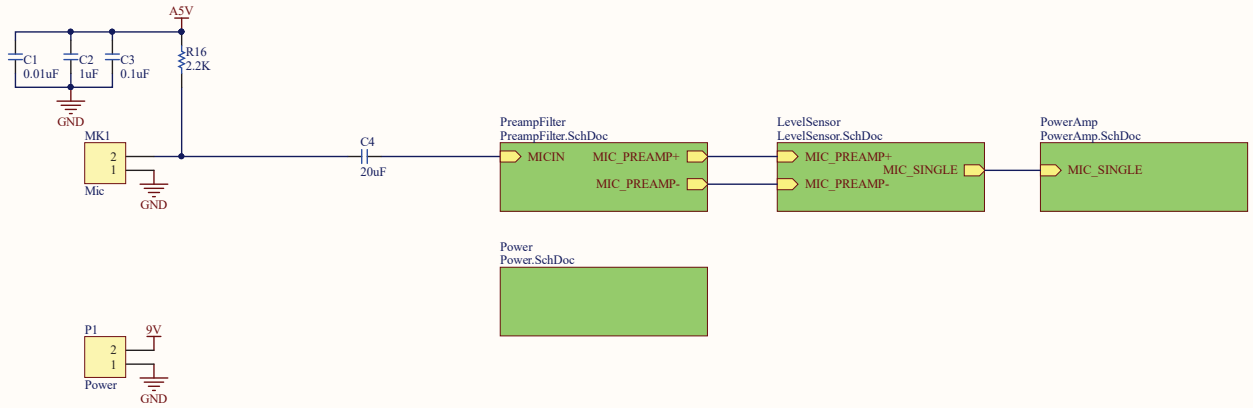 A5V
R16
2.2K
C1
0.01uF
C2
1uF
C3
0.1uF
GND
MK1
2
1
Mic
GND
C4
20uF
PreampFilter
PreampFilter.SchDoc
MICIN
MIC_PREAMP+
MIC_PREAMP-
LevelSensor
LevelSensor.SchDoc
MIC_PREAMP+
MIC_SINGLE
MIC_PREAMP-
PowerAmp
PowerAmp.SchDoc
MIC_SINGLE
Power
Power.SchDoc
P1
9V
2
1
Power
GND